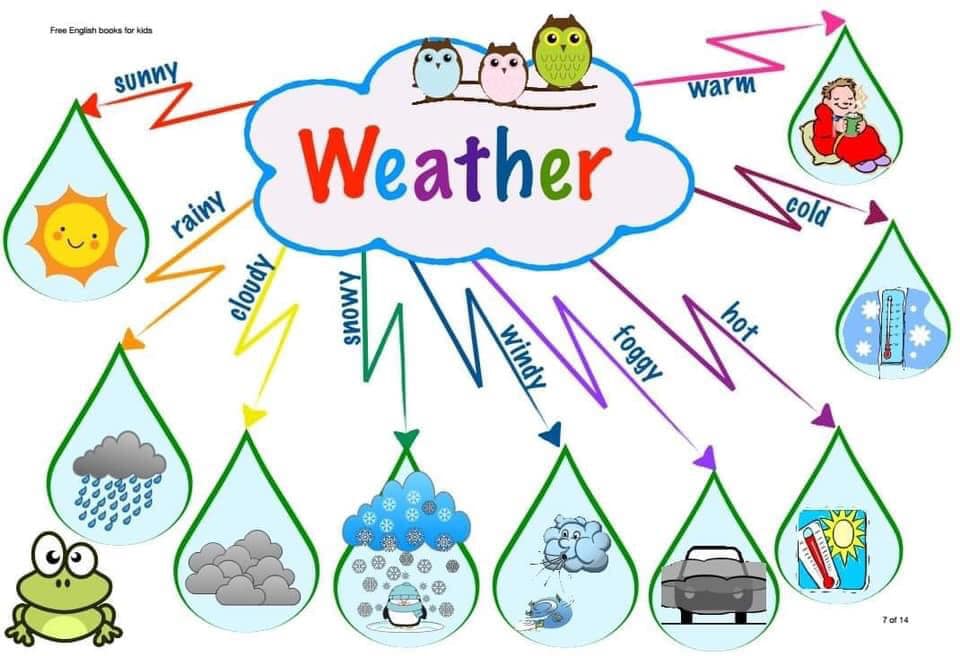 Free English books for kids
Weather
sunny
rainy
cloudy
snowy
windy
foggy
hot
cold
warm
7 of 14